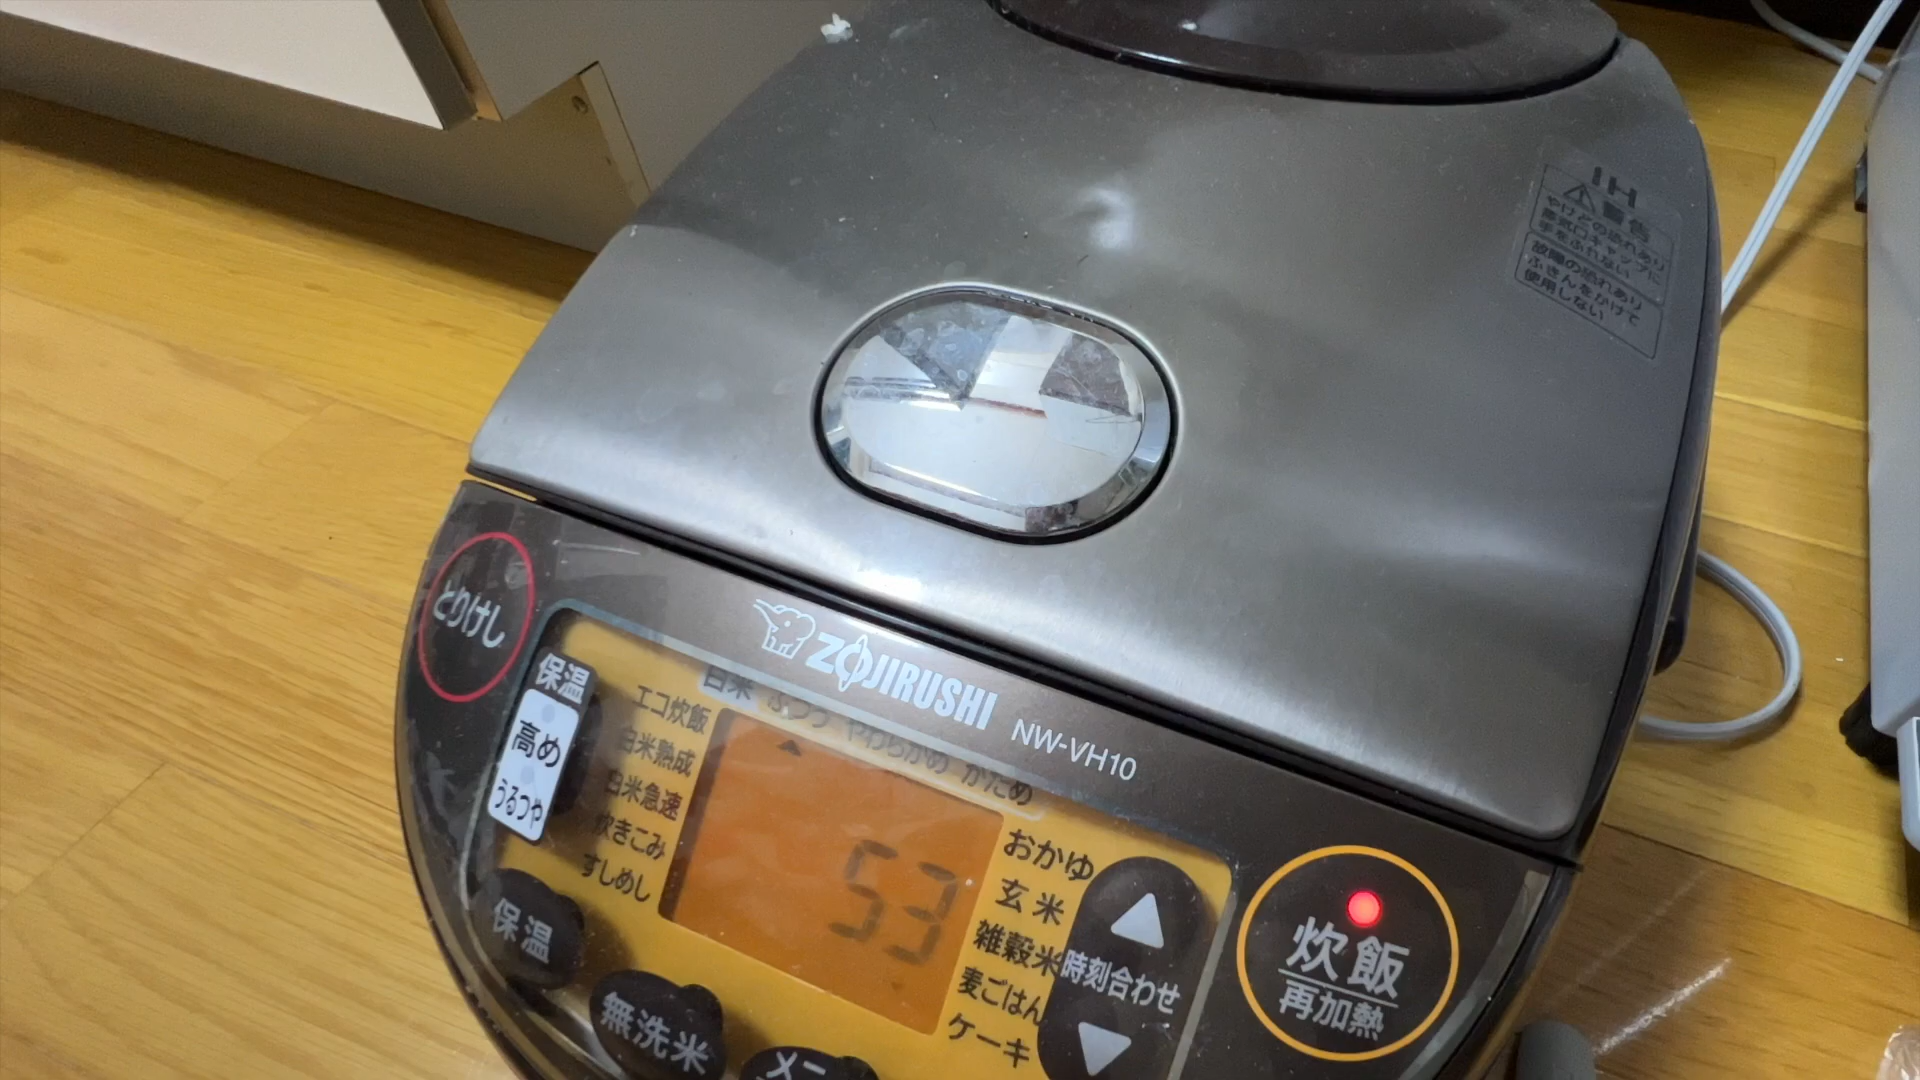 IH
警告
やけどの恐れあり
蒸気口キャップに
手をふれない
故障の恐れあり
ふきんをかけて
使用しない
とりけし
ZOJIRUSHI NW-VH10
保温
高め
うるつや
白米 ふつう やわらかめ かため
エコ炊飯
白米熟成
白米急速
炊きこみ
すしめし
53
おかゆ
玄米
雑穀米
麦ごはん
ケーキ
時刻合わせ
炊飯
再加熱
保温
無洗米
メニ